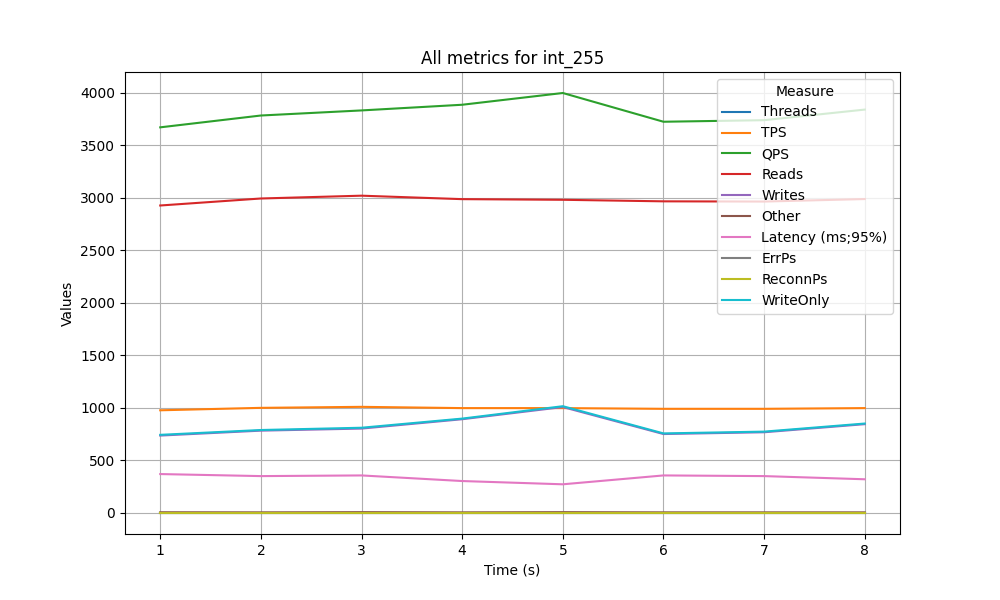 All metrics for int_255
Values
4000
3500
3000
2500
2000
1500
1000
500
0
Measure
Threads
TPS
QPS
Reads
Writes
Other
Latency (ms;95%)
ErrPs
ReconnPs
WriteOnly
1 2 3 4 5 6 7 8
Time (s)